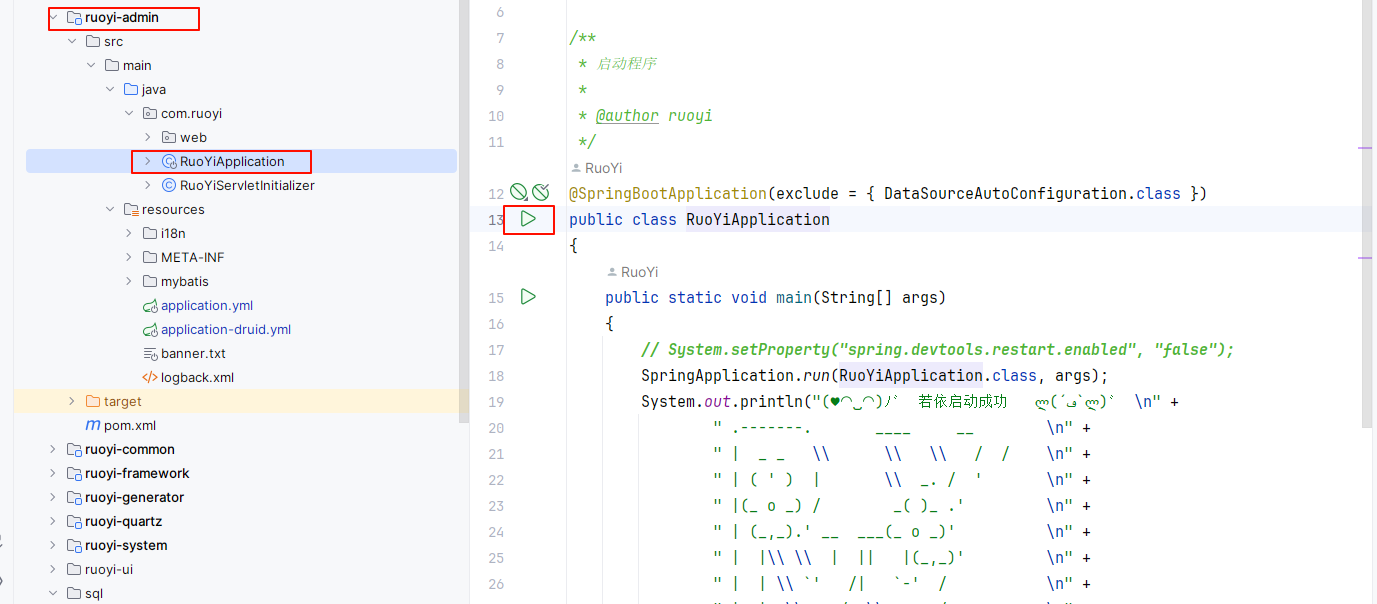 ruoyi-admin
src
main
java
com.ruoyi
web
RuoYiApplication
RuoYiServletInitializer
resources
i18n
META-INF
mybatis
application.yml
application-druid.yml
banner.txt
logback.xml
target
pom.xml
ruoyi-common
ruoyi-framework
ruoyi-generator
ruoyi-quartz
ruoyi-system
ruoyi-ui
sql
6
7 /**
8 * 启动程序
9 *
10 * @author ruoyi
11 */
RuoYi
12 @SpringBootApplication(exclude = { DataSourceAutoConfiguration.class })
13 public class RuoYiApplication
14 {
RuoYi
15 public static void main(String[] args)
16 {
17 // System.setProperty("spring.devtools.restart.enabled", "false");
18 SpringApplication.run(RuoYiApplication.class, args);
19 System.out.println("(♥◠‿◠)ﾉﾞ  若依启动成功   ლ(´ڡ`ლ)ﾞ  \n" +
20 " .-------.       ____     __        \n" +
21 " |  _ _   \\      \\   \\   /  /    \n" +
22 " | ( ' )  |       \\  _. /  '       \n" +
23 " |(_ o _) /        _( )_ .'         \n" +
24 " | (_,_).' __  ___(_ o _)'          \n" +
25 " |  |\\ \\  |  ||   |(_,_)'         \n" +
26 " |  | \\ `'   /|   `-'  /           \n" +